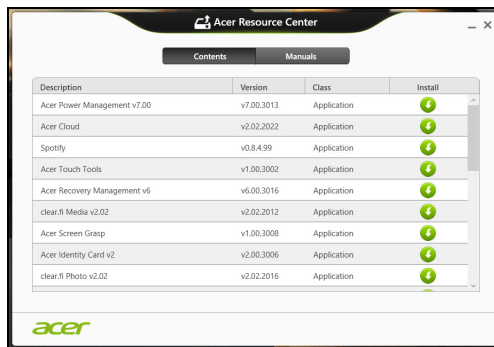 Acer Resource Center
Contents Manuals
Description Version Class Install
Acer Power Management v7.00 v7.00.3013 Application
Acer Cloud v2.02.2022 Application
Spotify v0.8.4.99 Application
Acer Touch Tools v1.00.3002 Application
Acer Recovery Management v6 v6.00.3016 Application
clear.fi Media v2.02 v2.02.2012 Application
Acer Screen Grasp v1.00.3008 Application
Acer Identity Card v2 v2.00.3006 Application
clear.fi Photo v2.02 v2.02.2016 Application
acer